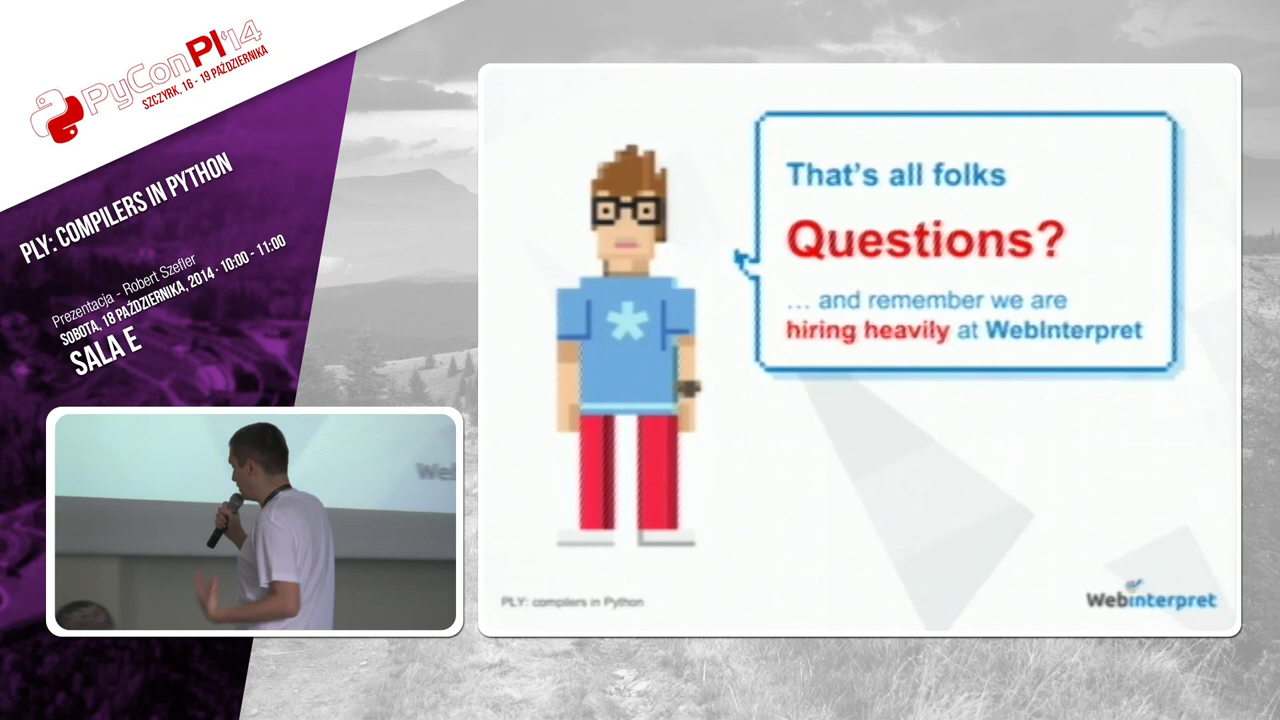 PyConPl'14
SZCZYRK, 16 - 19 PAŹDZIERNIKA
PLY: COMPILERS IN PYTHON
Prezentacja - Robert Szefler
SOBOTA, 18 PAŹDZIERNIKA, 2014 · 10:00 - 11:00
SALA E
Web
That's all folks
Questions?
... and remember we are
hiring heavily at WebInterpret
PLY: compilers in Python
Webinterpret